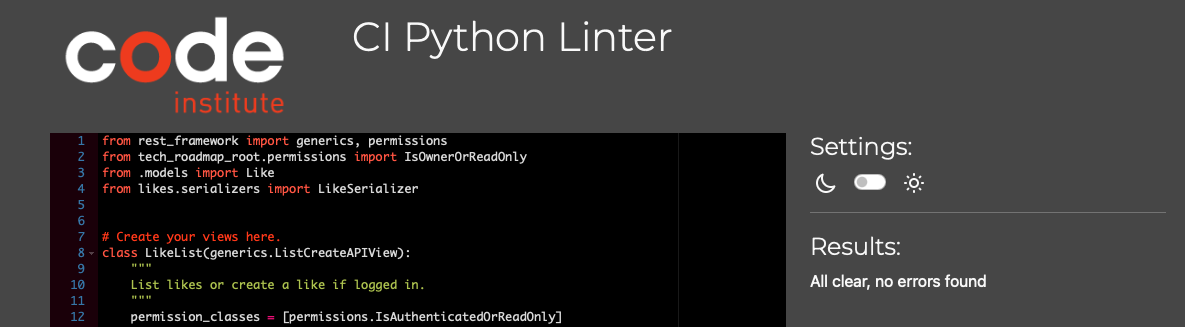 code
institute
CI Python Linter
1 from rest_framework import generics, permissions
2 from tech_roadmap_root.permissions import IsOwnerOrReadOnly
3 from .models import Like
4 from likes.serializers import LikeSerializer
5
6
7 # Create your views here.
8 class LikeList(generics.ListCreateAPIView):
9     """
10     List likes or create a like if logged in.
11     """
12     permission_classes = [permissions.IsAuthenticatedOrReadOnly]
Settings:
Results:
All clear, no errors found